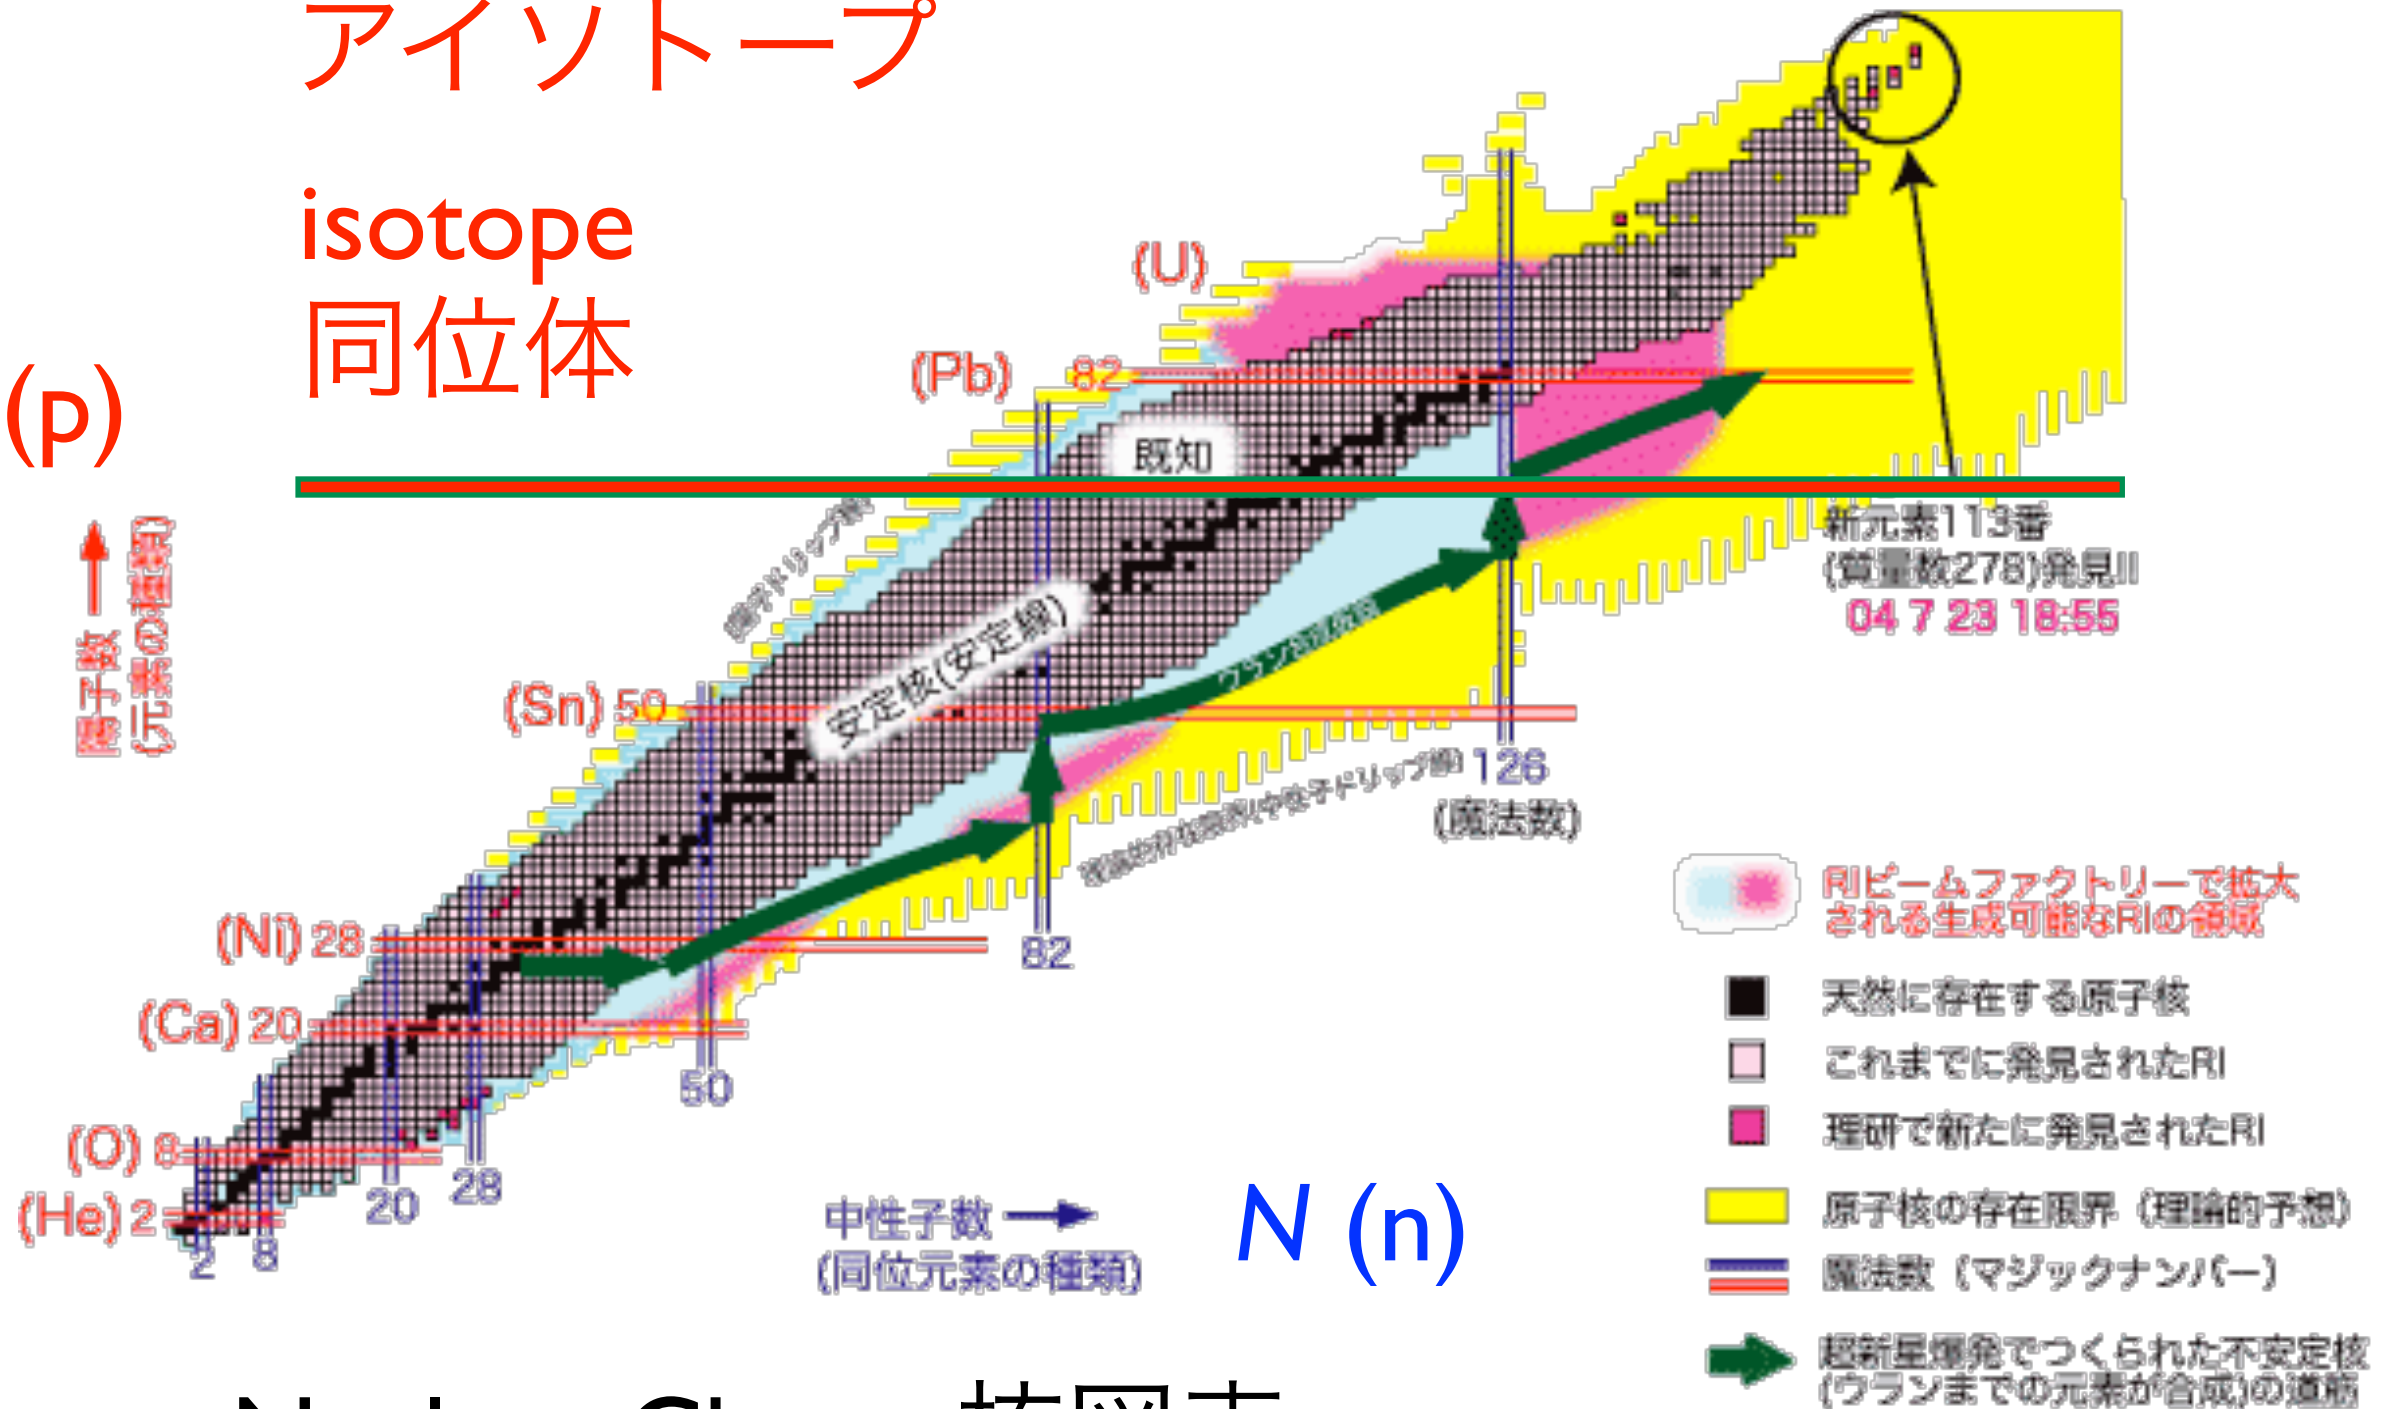 アイソトープ
isotope
同位体
(p)
陽子数
(元素の種類)
(U)
(Pb) 82
既知
(Sn) 50
安定核(安定線)
(Ni) 28
(Ca) 20
(O) 8
(He) 2
2
8
20
28
50
82
126
(魔法数)
新元素113番
(質量数278)発見!!
04 7 23 18:55
中性子数
(同位元素の種類)
N (n)
RIビームファクトリーで拡大
される生成可能なRIの領域
天然に存在する原子核
これまでに発見されたRI
理研で新たに発見されたRI
原子核の存在限界（理論的予想）
魔法数（マジックナンバー）
超新星爆発でつくられた不安定核
(ウランまでの元素が合成)の道筋